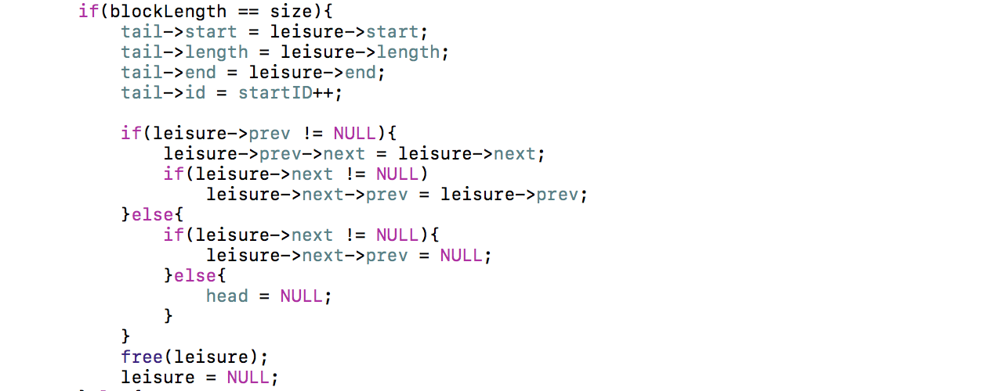 if(blockLength == size){
tail->start = leisure->start;
tail->length = leisure->length;
tail->end = leisure->end;
tail->id = startID++;
if(leisure->prev != NULL){
leisure->prev->next = leisure->next;
if(leisure->next != NULL)
leisure->next->prev = leisure->prev;
}else{
if(leisure->next != NULL){
leisure->next->prev = NULL;
}else{
head = NULL;
}
}
free(leisure);
leisure = NULL;